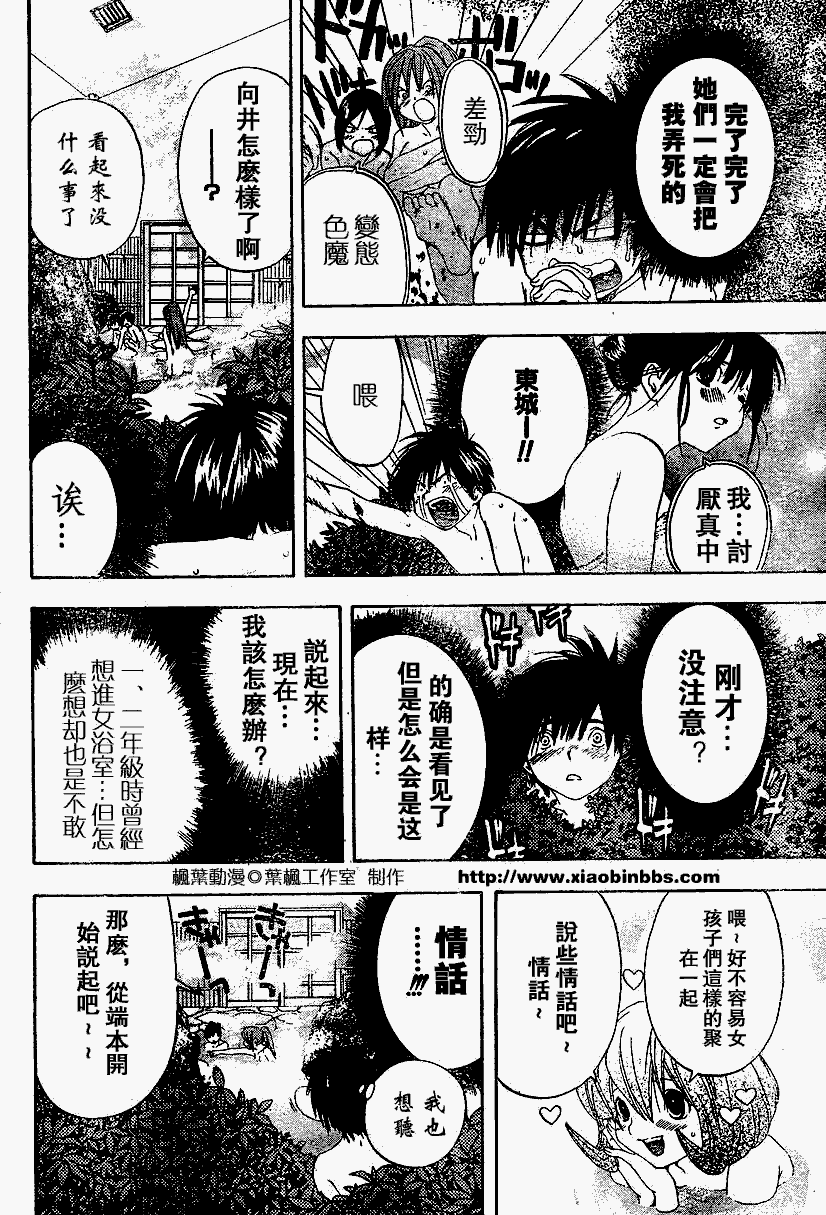 完了完了
她們一定會把
我弄死的
差勁
變態
色魔
向井怎麼樣了啊
ー?
看起來没
什么事了
東城ー!!
喂
我…討
厭真中
诶…
刚才…
没注意?
的确是看见了
但是怎么会是这
样…
説起來…
現在…
我該怎麼辦?
一、二年級時曾經
想進女浴室…但怎
麼想却也是不敢
楓葉動漫◎葉楓工作室 制作
http://www.xiaobinbbs.com
喂~好不容易女
孩子們這樣的聚
在一起
說些情話吧~
情話~
情話
……!!!
我也
想聽
那麼，從端本開
始說起吧~~